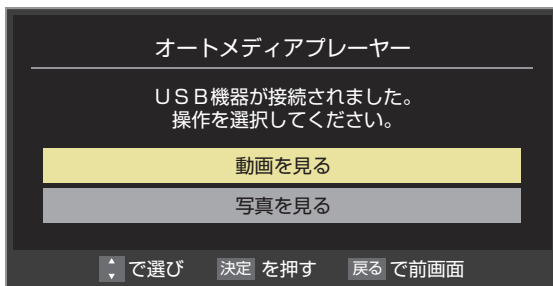 オートメディアプレーヤー
ＵＳＢ機器が接続されました。
操作を選択してください。
動画を見る
写真を見る
で選び 決定 を押す 戻る で前画面